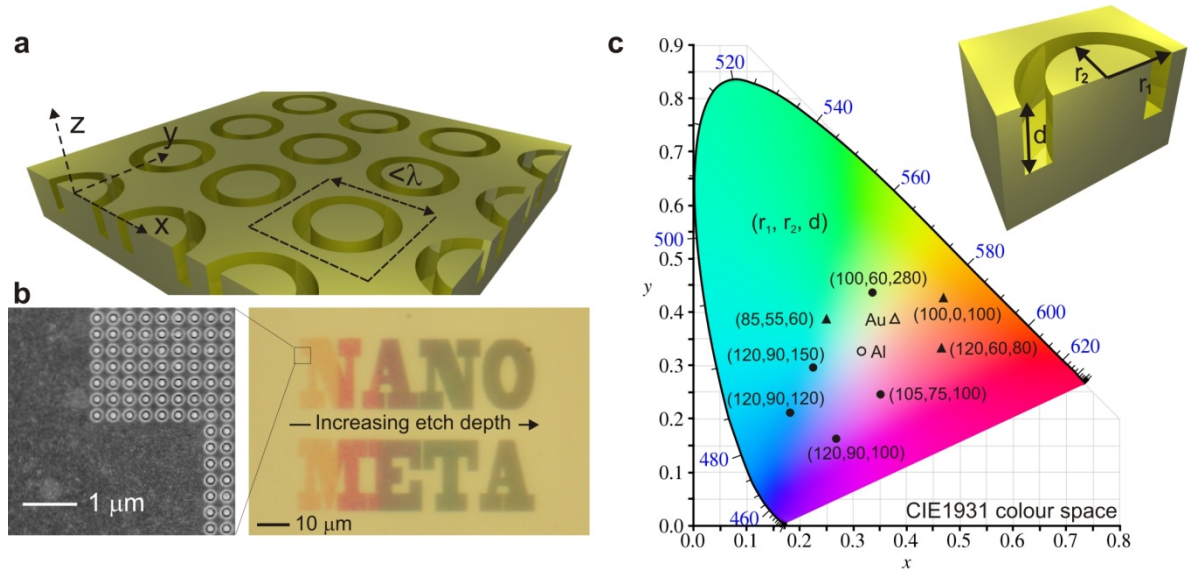 a
z
y
x
<λ
b
1 μm
NANO
Increasing etch depth
META
10 μm
c
r₂
r₁
d
0.9
0.8
0.7
0.6
0.5
0.4
0.3
0.2
0.1
0.0
y
0.0 0.1 0.2 0.3 0.4 0.5 0.6 0.7 0.8
x
520
540
560
580
600
620
500
480
460
(r₁, r₂, d)
(100,60,280)
(85,55,60)
Au
(100,0,100)
(120,90,150)
Al
(120,60,80)
(120,90,120)
(105,75,100)
(120,90,100)
CIE1931 colour space